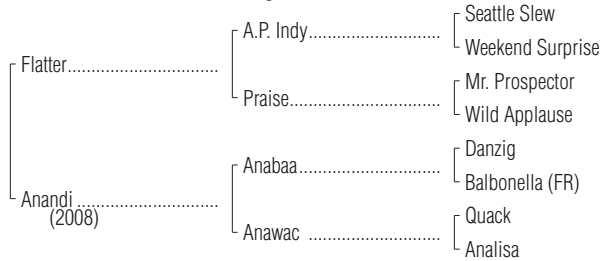 Seattle Slew
A.P. Indy
Weekend Surprise
Flatter
Mr. Prospector
Praise
Wild Applause
Danzig
Anabaa
Balbonella (FR)
Anandi
(2008)
Quack
Anawac
Analisa